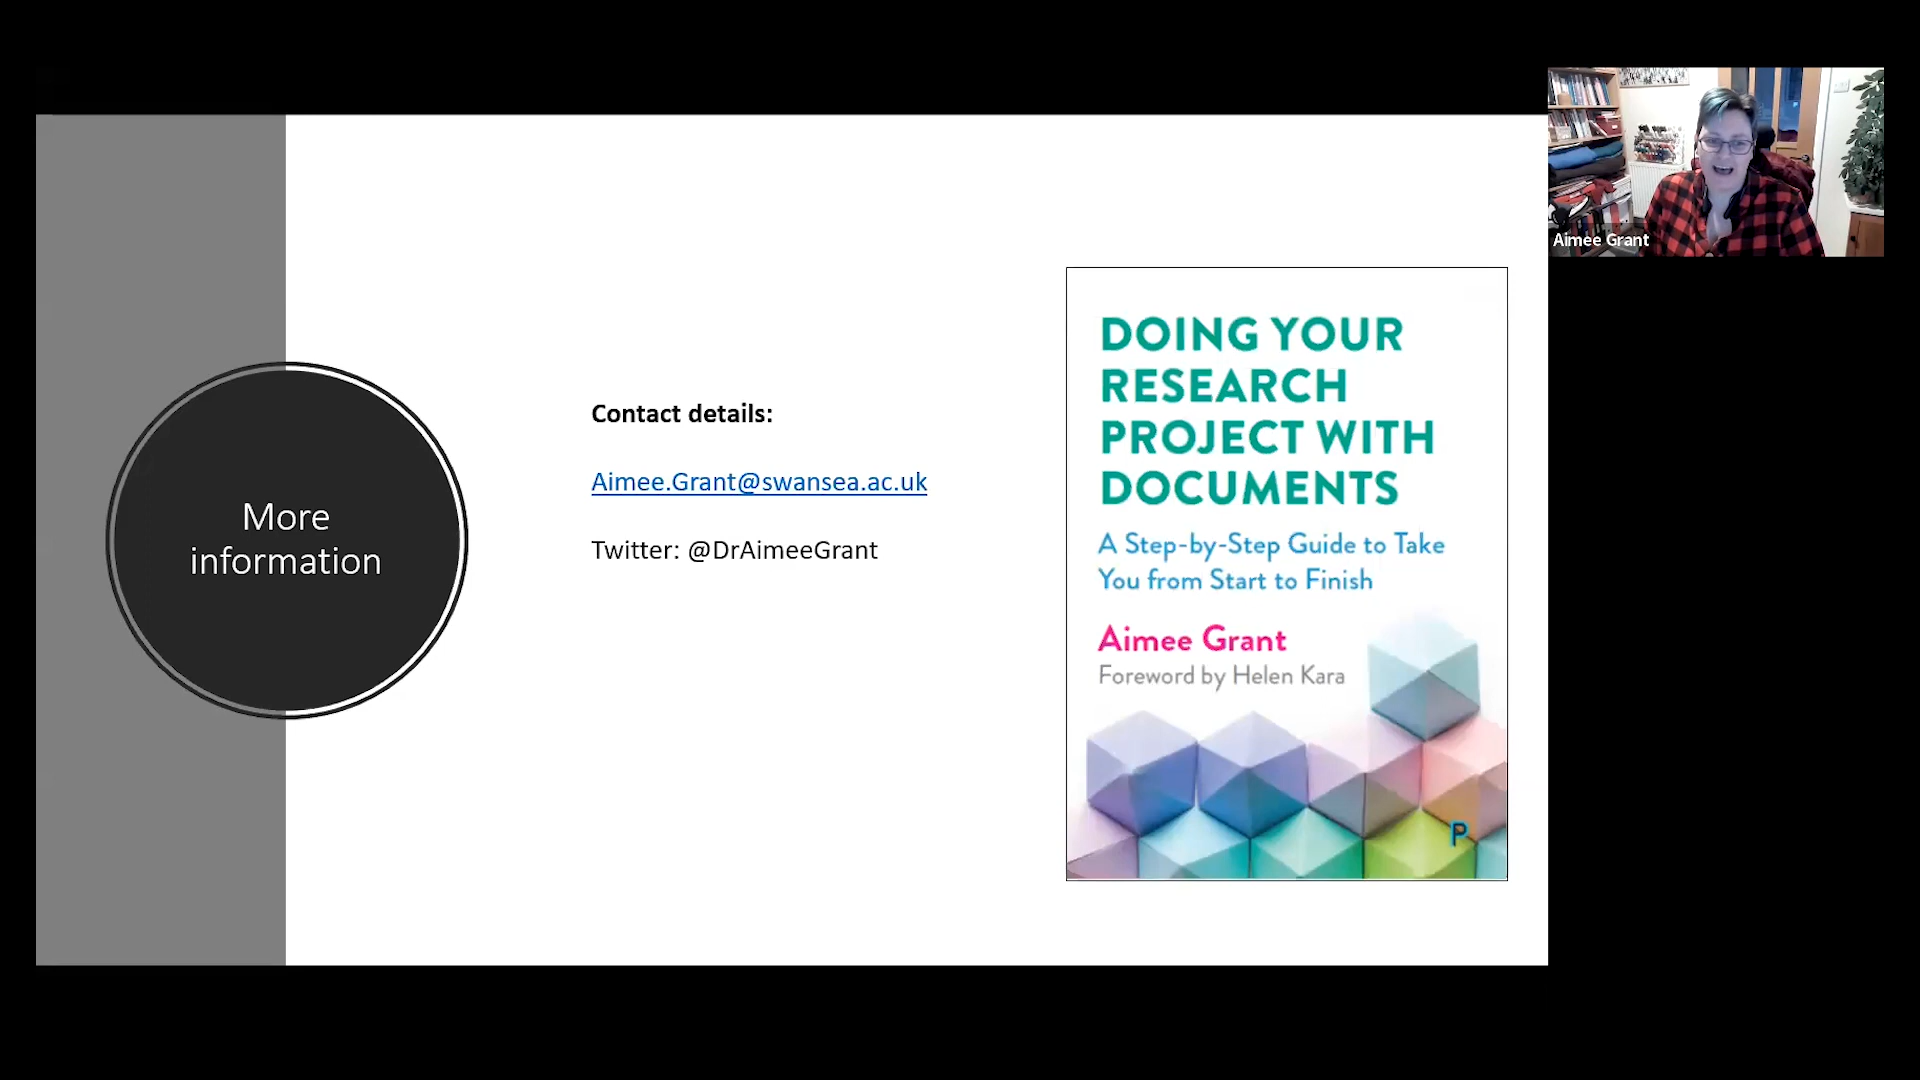 Aimee Grant
More
information
Contact details:
Aimee.Grant@swansea.ac.uk
Twitter: @DrAimeeGrant
DOING YOUR
RESEARCH
PROJECT WITH
DOCUMENTS
A Step-by-Step Guide to Take
You from Start to Finish
Aimee Grant
Foreword by Helen Kara
P